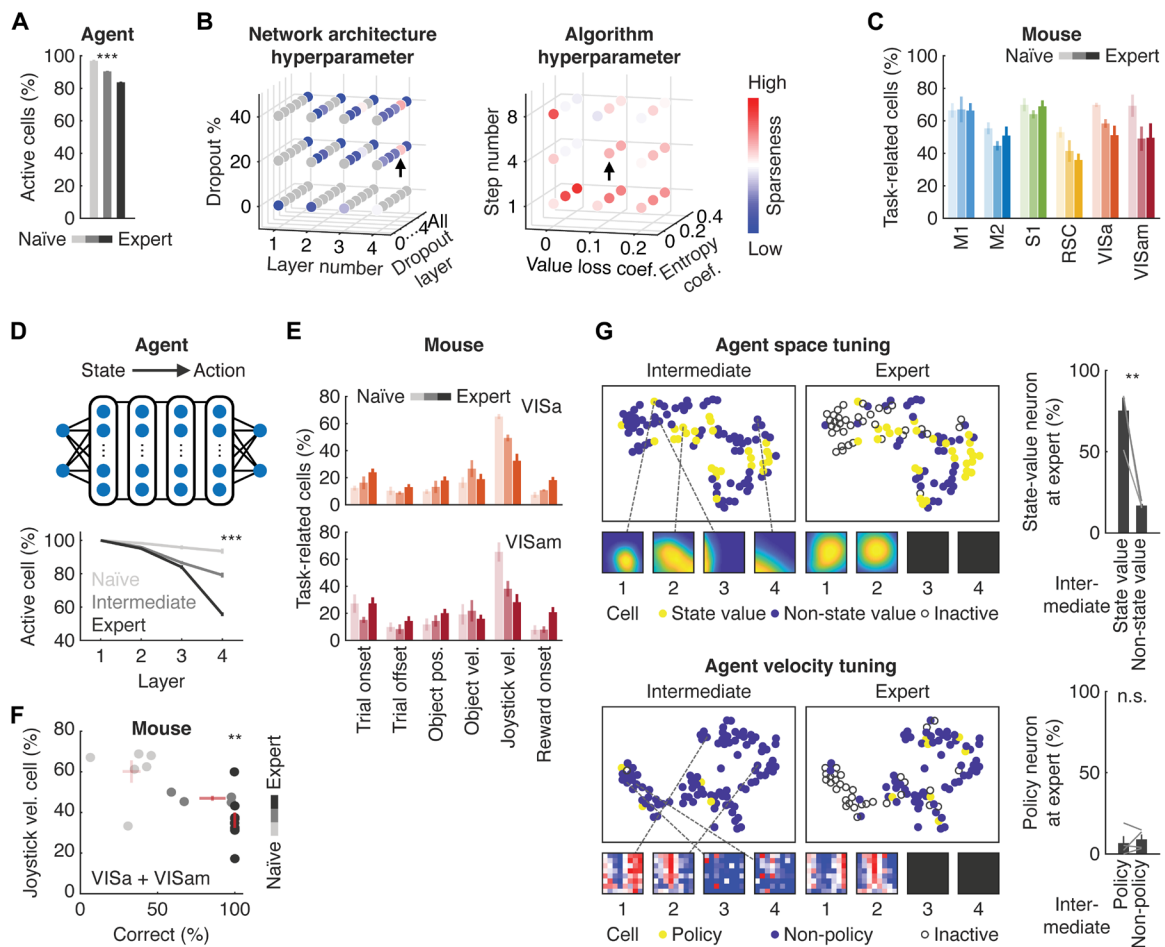 A
Agent
***
Active cells (%)
100
80
60
40
20
0
Naïve Expert
B
Network architecture
hyperparameter
Dropout %
40
20
0
1
2
3
4
Layer number
0...4
All
Dropout
layer
Algorithm
hyperparameter
Step number
8
4
1
0
0.1
0.2
Value loss coef.
0
0.2
0.4
Entropy
coef.
High
Sparseness
Low
C
Mouse
Naïve Expert
Task-related cells (%)
100
80
60
40
20
0
M1
M2
S1
RSC
VISa
VISam
D
Agent
State Action
Active cell (%)
100
80
60
40
***
Naïve
Intermediate
Expert
1 2 3 4
Layer
E
Mouse
Naïve Expert
VISa
80
60
40
20
0
Task-related cells (%)
VISam
80
60
40
20
0
Trial onset
Trial offset
Object pos.
Object vel.
Joystick vel.
Reward onset
F
Mouse
**
Joystick vel. cell (%)
80
60
40
20
0
VISa + VISam
0 50 100
Correct (%)
Naïve Expert
G
Agent space tuning
Intermediate Expert
1 2 3 4 1 2 3 4
Cell State value Non-state value Inactive
State-value neuron
at expert (%)
100
50
0
**
Inter-
mediate
State value
Non-state value
Agent velocity tuning
Intermediate Expert
1 2 3 4 1 2 3 4
Cell Policy Non-policy Inactive
Policy neuron
at expert (%)
100
50
0
n.s.
Inter-
mediate
Policy
Non-policy